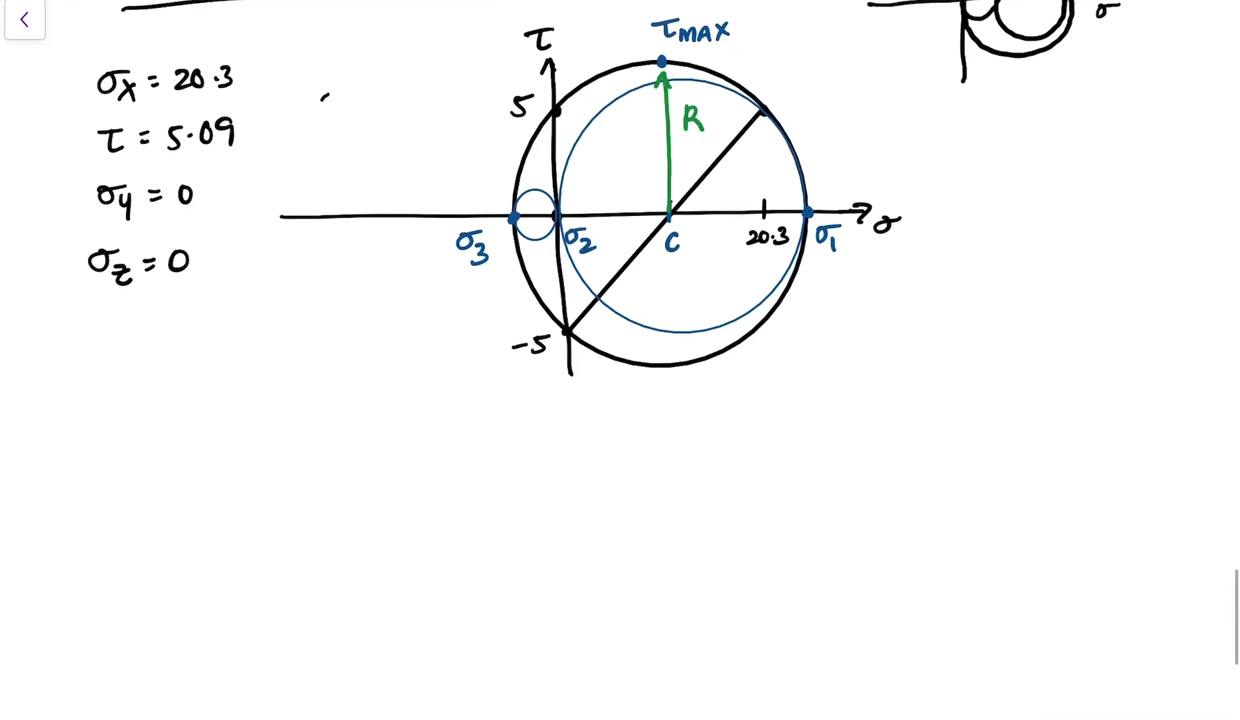 σx = 20.3
τ = 5.09
σy = 0
σz = 0
τ
τMAX
5
R
σ3
σ2
C
20.3
σ1
σ
-5
σ